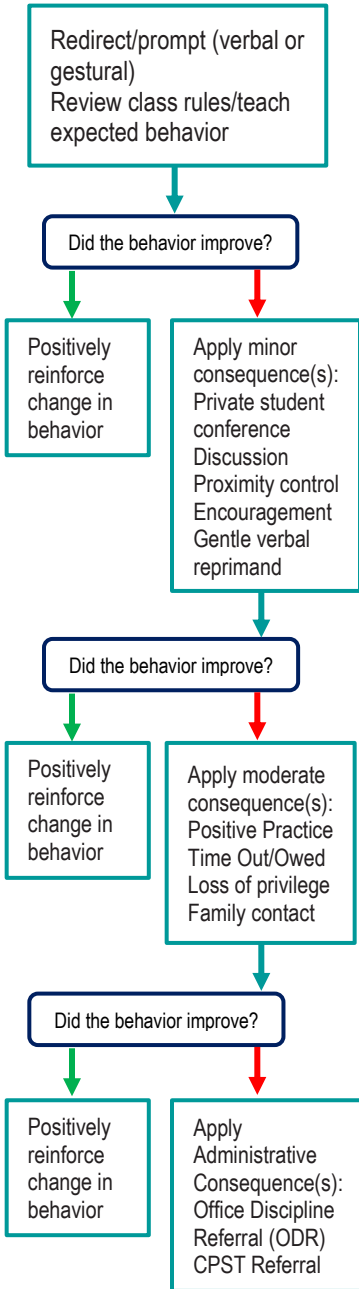 Redirect/prompt (verbal or
gestural)
Review class rules/teach
expected behavior
Did the behavior improve?
Positively
reinforce
change in
behavior
Apply minor
consequence(s):
Private student
conference
Discussion
Proximity control
Encouragement
Gentle verbal
reprimand
Did the behavior improve?
Positively
reinforce
change in
behavior
Apply moderate
consequence(s):
Positive Practice
Time Out/Owed
Loss of privilege
Family contact
Did the behavior improve?
Positively
reinforce
change in
behavior
Apply
Administrative
Consequence(s):
Office Discipline
Referral (ODR)
CPST Referral